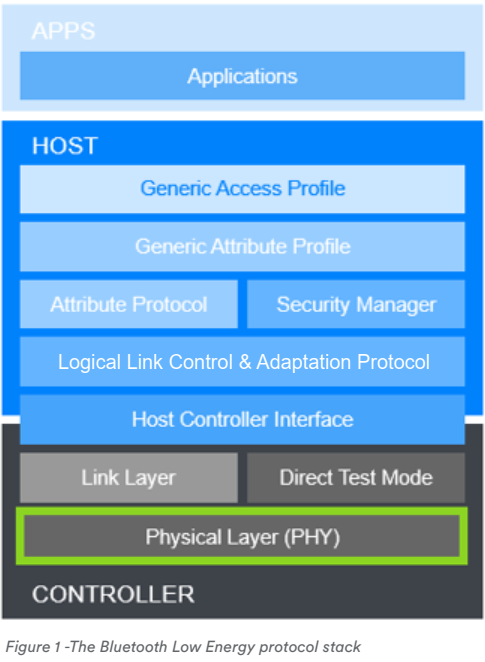 APPS
Applications
HOST
Generic Access Profile
Generic Attribute Profile
Attribute Protocol
Security Manager
Logical Link Control & Adaptation Protocol
Host Controller Interface
Link Layer
Direct Test Mode
Physical Layer (PHY)
CONTROLLER
Figure 1 -The Bluetooth Low Energy protocol stack